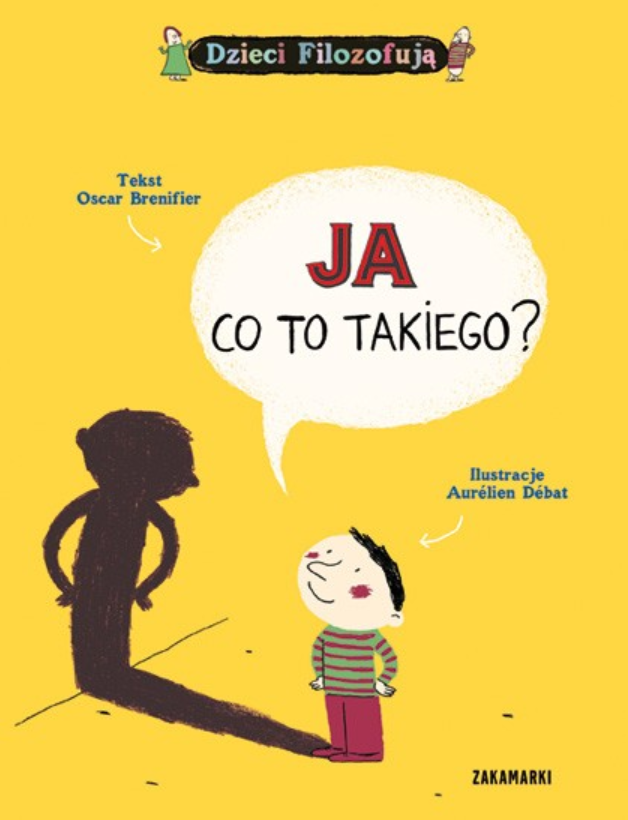 Dzieci Filozofują
Tekst
Oscar Brenifier
JA
CO TO TAKIEGO?
Ilustracje
Aurélien Débat
ZAKAMARKI